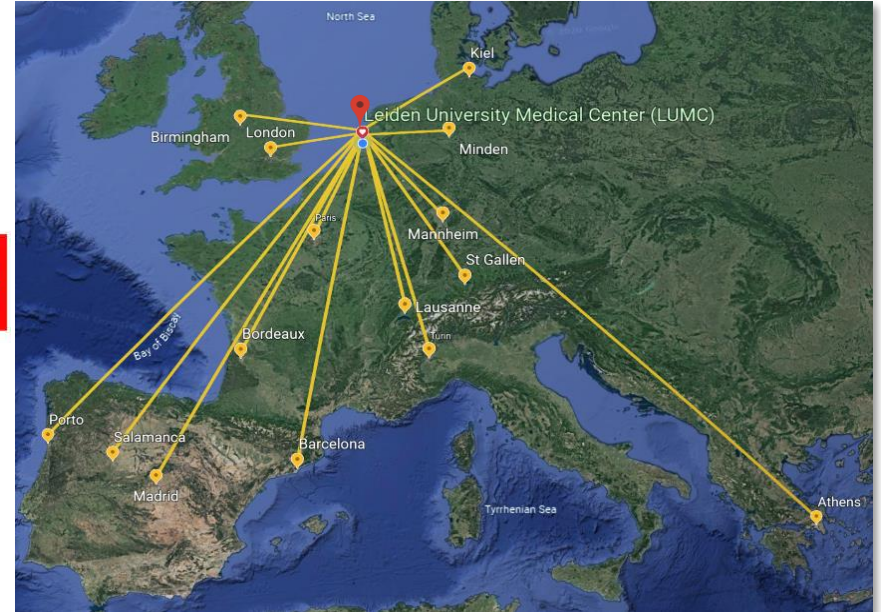 North Sea
Kiel
Leiden University Medical Center (LUMC)
Birmingham
London
Minden
Paris
Mannheim
St Gallen
Lausanne
Turin
Bordeaux
Bay of Biscay
Porto
Salamanca
Barcelona
Madrid
Tyrrhenian Sea
Athens